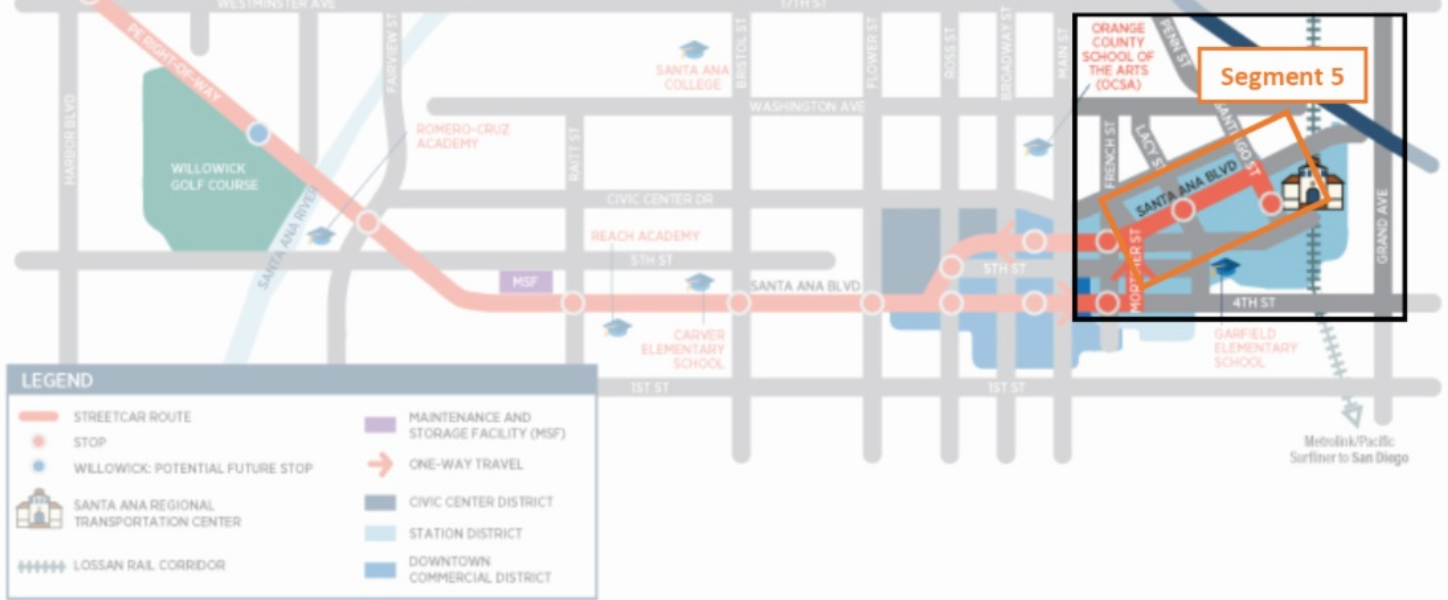 WESTMINSTER AVE
17TH ST
PE RIGHT-OF-WAY
FAIRVIEW ST
HARBOR BLVD
WILLOWICK
GOLF COURSE
SANTA ANA RIVER
ROMERO-CRUZ
ACADEMY
SANTA ANA
COLLEGE
BRISTOL ST
FLOWER ST
ROSS ST
BROADWAY ST
MAIN ST
WASHINGTON AVE
RAITT ST
CIVIC CENTER DR
REACH ACADEMY
5TH ST
MSF
SANTA ANA BLVD
5TH ST
CARVER
ELEMENTARY
SCHOOL
1ST ST
1ST ST
ORANGE
COUNTY
SCHOOL OF
THE ARTS
(OCSA)
PENN ST
Segment 5
FRENCH ST
LACY ST
SANTIAGO ST
SANTA ANA BLVD
GRAND AVE
4TH ST
GARFIELD
ELEMENTARY
SCHOOL
Metrolink/Pacific
Surfliner to San Diego
LEGEND
STREETCAR ROUTE
STOP
WILLOWICK: POTENTIAL FUTURE STOP
SANTA ANA REGIONAL
TRANSPORTATION CENTER
LOSSAN RAIL CORRIDOR
MAINTENANCE AND
STORAGE FACILITY (MSF)
ONE-WAY TRAVEL
CIVIC CENTER DISTRICT
STATION DISTRICT
DOWNTOWN
COMMERCIAL DISTRICT